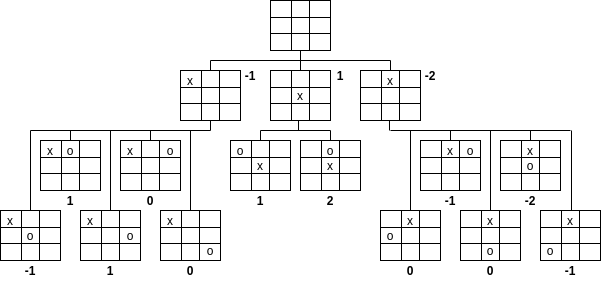 x -1 1 x -2
x
x o x o o o x o x
x x o
1 0 1 2 -1 -2
x x x x x x
o o o
o o o
-1 1 0 0 0 -1